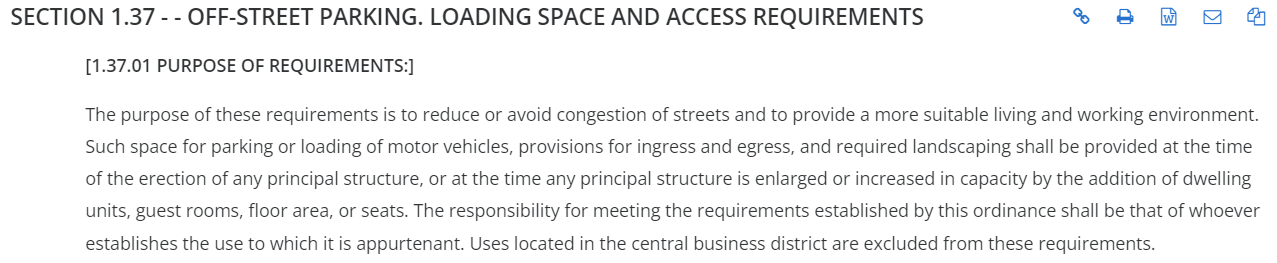 SECTION 1.37 - - OFF-STREET PARKING. LOADING SPACE AND ACCESS REQUIREMENTS
[1.37.01 PURPOSE OF REQUIREMENTS:]
The purpose of these requirements is to reduce or avoid congestion of streets and to provide a more suitable living and working environment.
Such space for parking or loading of motor vehicles, provisions for ingress and egress, and required landscaping shall be provided at the time
of the erection of any principal structure, or at the time any principal structure is enlarged or increased in capacity by the addition of dwelling
units, guest rooms, floor area, or seats. The responsibility for meeting the requirements established by this ordinance shall be that of whoever
establishes the use to which it is appurtenant. Uses located in the central business district are excluded from these requirements.